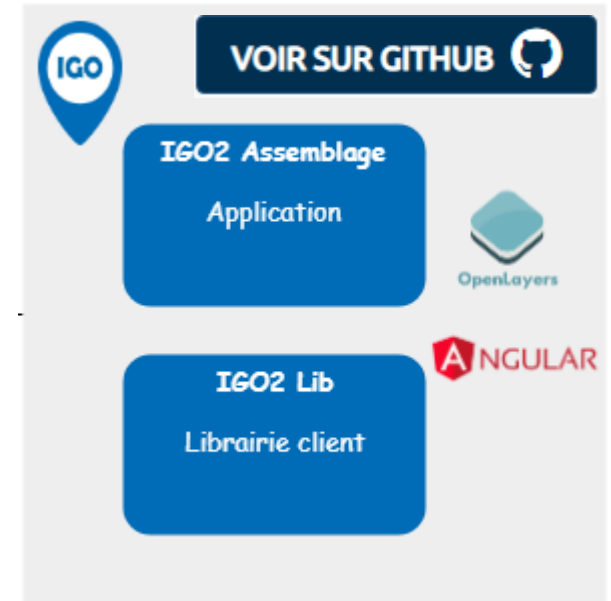 IGO
VOIR SUR GITHUB
IGO2 Assemblage
Application
OpenLayers
ANGULAR
IGO2 Lib
Librairie client